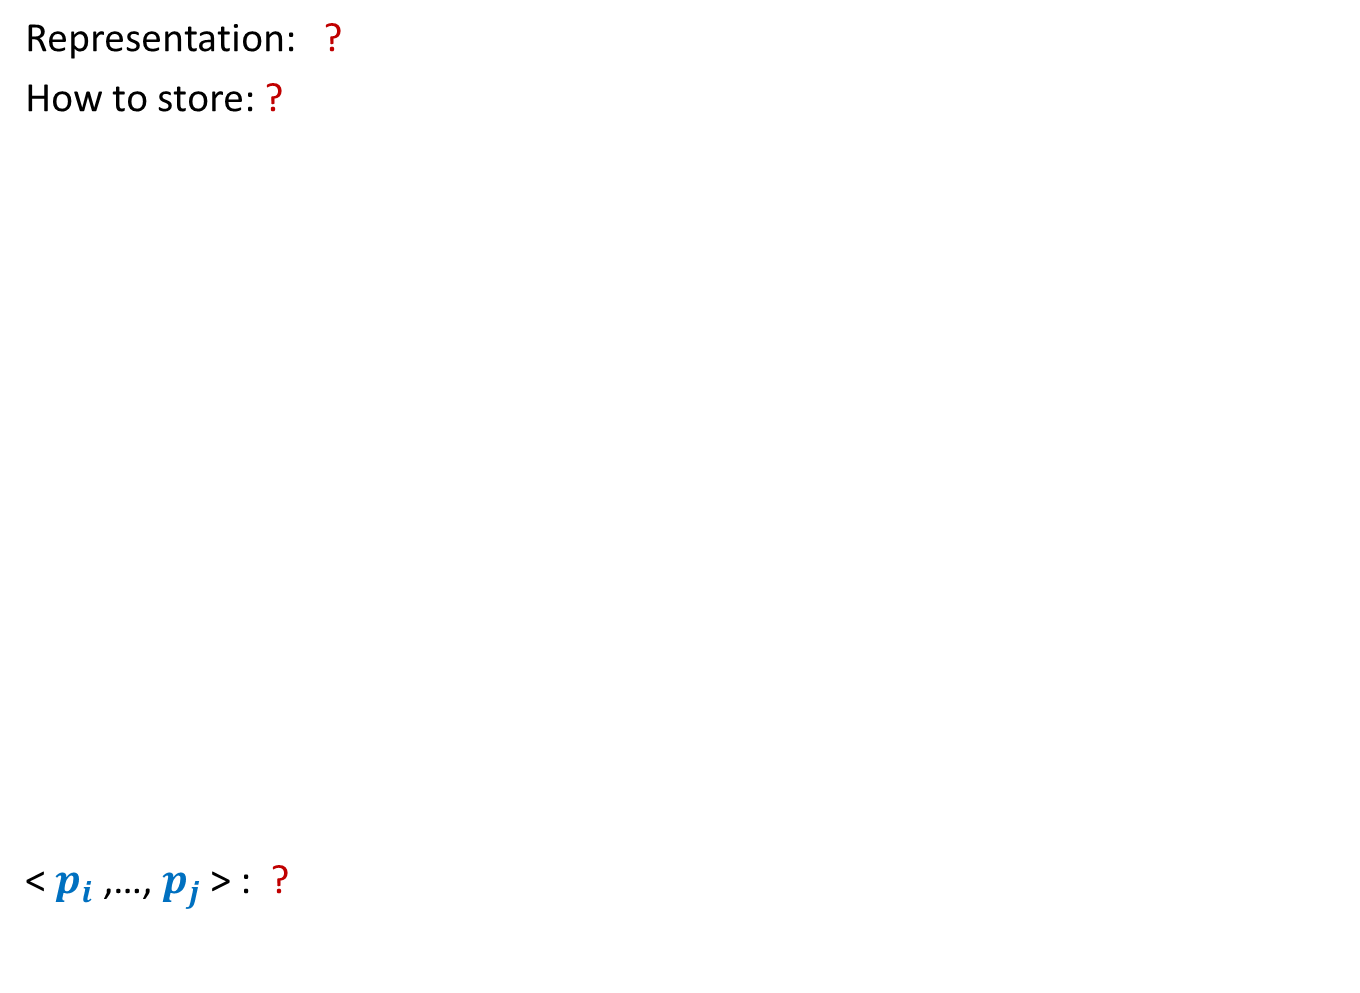 Representation: ?
How to store: ?
< p_i ,…, p_j > : ?